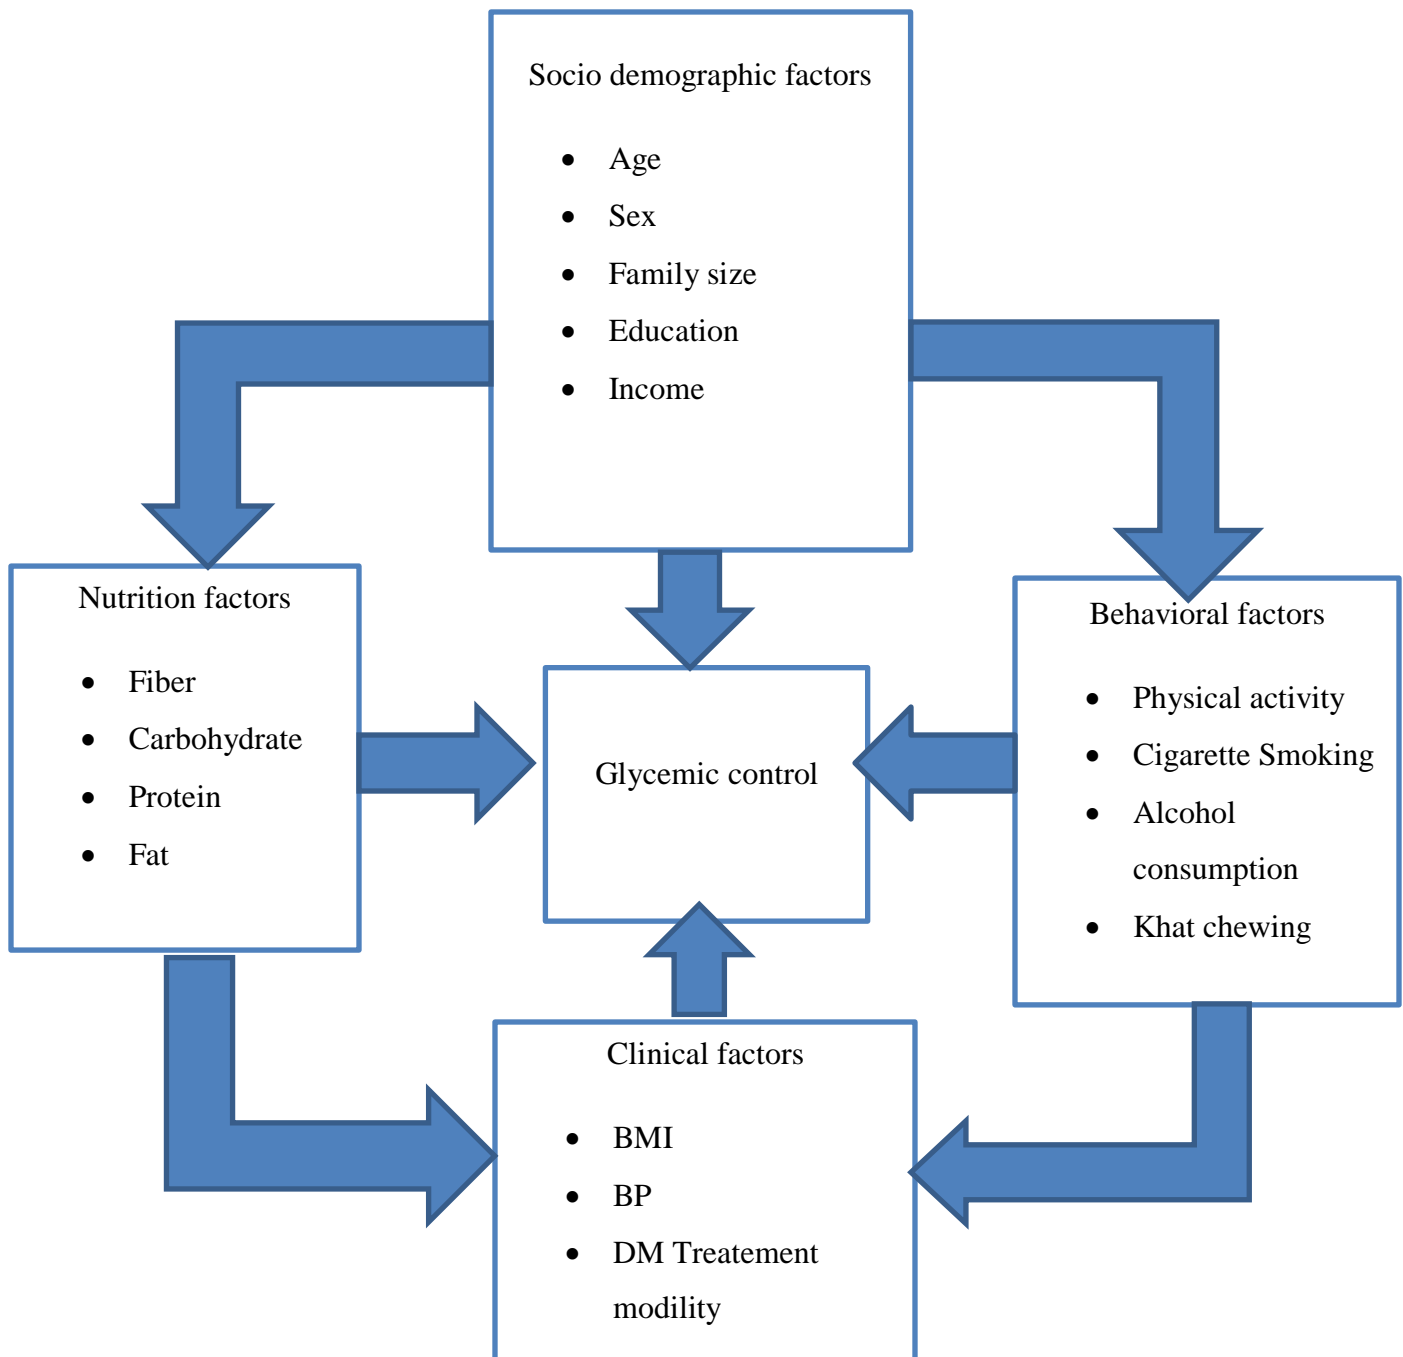 Socio demographic factors
• Age
• Sex
• Family size
• Education
• Income
Nutrition factors
• Fiber
• Carbohydrate
• Protein
• Fat
Glycemic control
Behavioral factors
• Physical activity
• Cigarette Smoking
• Alcohol
consumption
• Khat chewing
Clinical factors
• BMI
• BP
• DM Treatement
modility